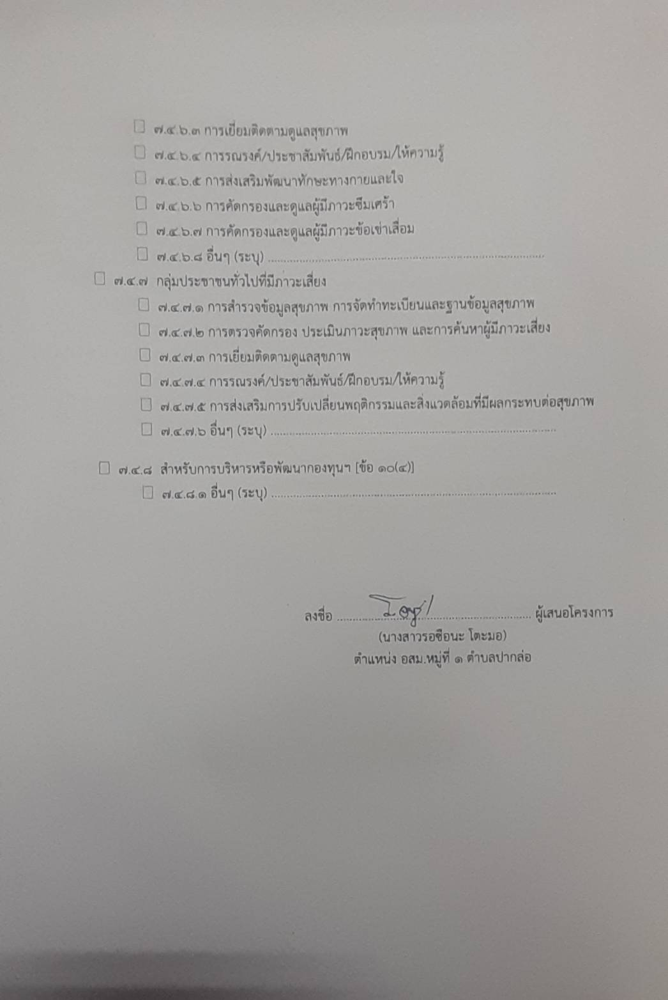 ☐ ๗.๔.๖.๓ การเยี่ยมติดตามดูแลสุขภาพ
☐ ๗.๔.๖.๔ การรณรงค์/ประชาสัมพันธ์/ฝึกอบรม/ให้ความรู้
☐ ๗.๔.๖.๕ การส่งเสริมพัฒนาทักษะทางกายและใจ
☐ ๗.๔.๖.๖ การคัดกรองและดูแลผู้มีภาวะซึมเศร้า
☐ ๗.๔.๖.๗ การคัดกรองและดูแลผู้มีภาวะข้อเข่าเสื่อม
☐ ๗.๔.๖.๘ อื่นๆ (ระบุ) ................................................................................
☐ ๗.๔.๗ กลุ่มประชาชนทั่วไปที่มีภาวะเสี่ยง
☐ ๗.๔.๗.๑ การสำรวจข้อมูลสุขภาพ การจัดทำทะเบียนและฐานข้อมูลสุขภาพ
☐ ๗.๔.๗.๒ การตรวจคัดกรอง ประเมินภาวะสุขภาพ และการค้นหาผู้มีภาวะเสี่ยง
☐ ๗.๔.๗.๓ การเยี่ยมติดตามดูแลสุขภาพ
☐ ๗.๔.๗.๔ การรณรงค์/ประชาสัมพันธ์/ฝึกอบรม/ให้ความรู้
☐ ๗.๔.๗.๕ การส่งเสริมการปรับเปลี่ยนพฤติกรรมและสิ่งแวดล้อมที่มีผลกระทบต่อสุขภาพ
☐ ๗.๔.๗.๖ อื่นๆ (ระบุ) ................................................................................
☐ ๗.๔.๘ สำหรับการบริหารหรือพัฒนากองทุนฯ [ข้อ ๑๐(๔)]
☐ ๗.๔.๘.๑ อื่นๆ (ระบุ) ................................................................................
ลงชื่อ ............................................................ ผู้เสนอโครงการ
(นางสาวรอซือนะ โตะมอ)
ตำแหน่ง อสม.หมู่ที่ ๑ ตำบลปากล่อ